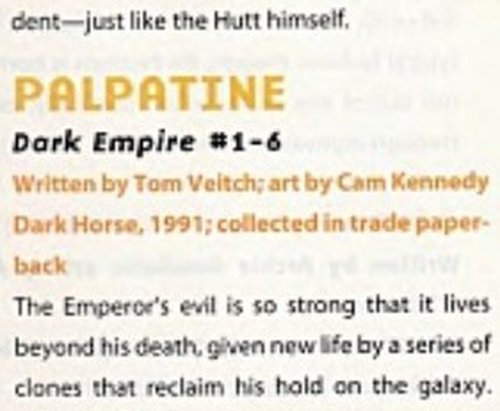 dent—just like the Hutt himself.
PALPATINE
Dark Empire #1-6
Written by Tom Veitch; art by Cam Kennedy
Dark Horse, 1991; collected in trade paper-
back
The Emperor's evil is so strong that it lives
beyond his death, given new life by a series of
clones that reclaim his hold on the galaxy.